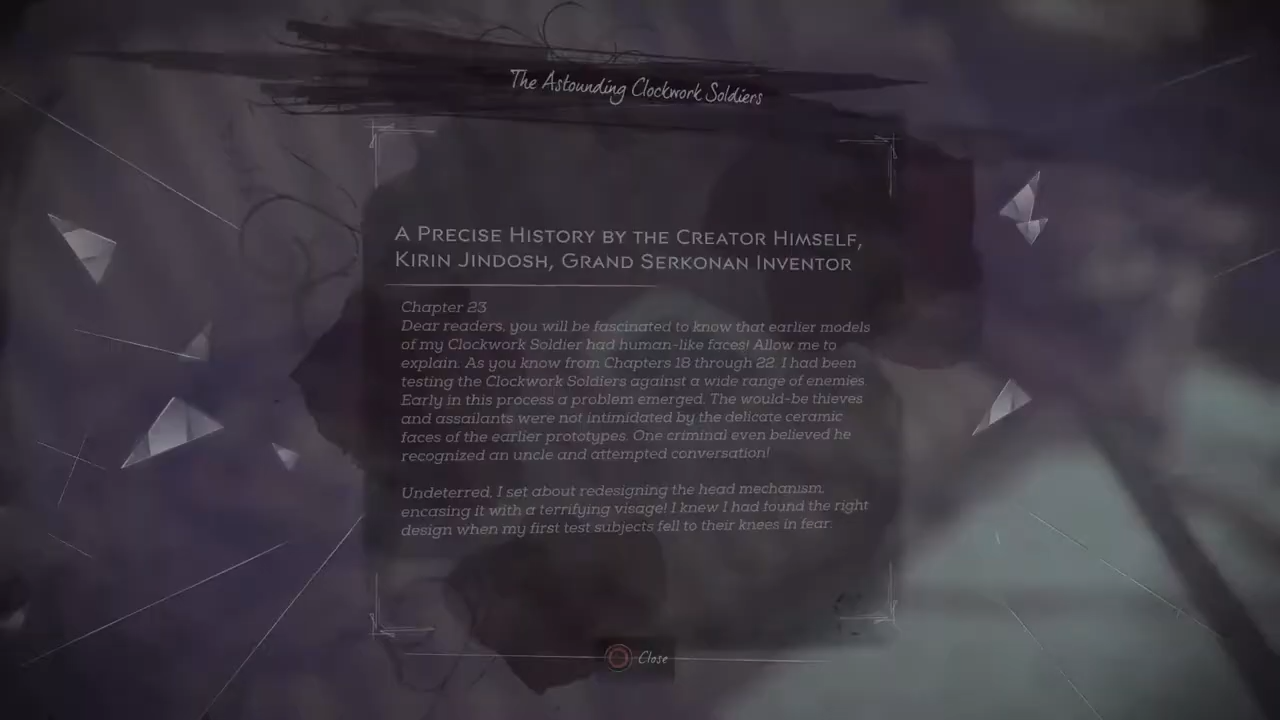 The Astounding Clockwork Soldiers
A Precise History by the Creator Himself,
Kirin Jindosh, Grand Serkonan Inventor
Chapter 23
Dear readers, you will be fascinated to know that earlier models
of my Clockwork Soldier had human-like faces! Allow me to
explain. As you know from Chapters 18 through 22, I had been
testing the Clockwork Soldiers against a wide range of enemies.
Early in this process a problem emerged. The would-be thieves
and assailants were not intimidated by the delicate ceramic
faces of the earlier prototypes. One criminal even believed he
recognized an uncle and attempted conversation!
Undeterred, I set about redesigning the head mechanism,
encasing it with a terrifying visage! I knew I had found the right
design when my first test subjects fell to their knees in fear.
Close